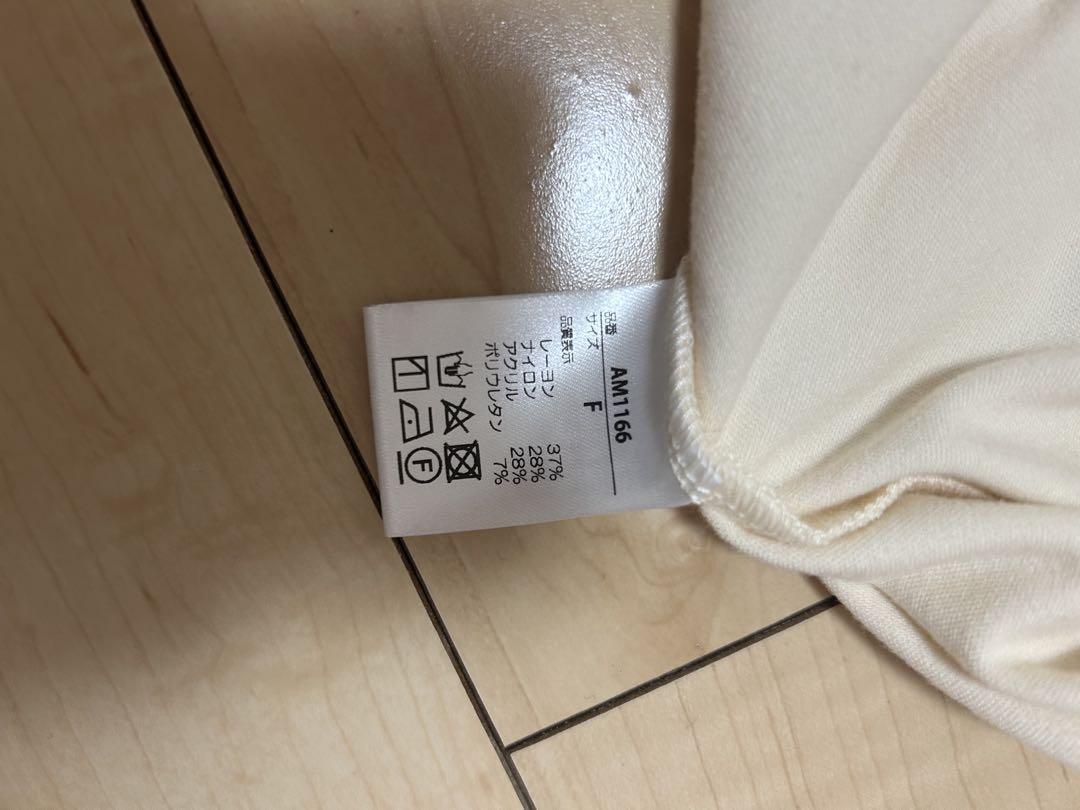 品番 AM1166
サイズ F
品質表示
レーヨン 37%
ナイロン 28%
アクリル 28%
ポリウレタン 7%
F